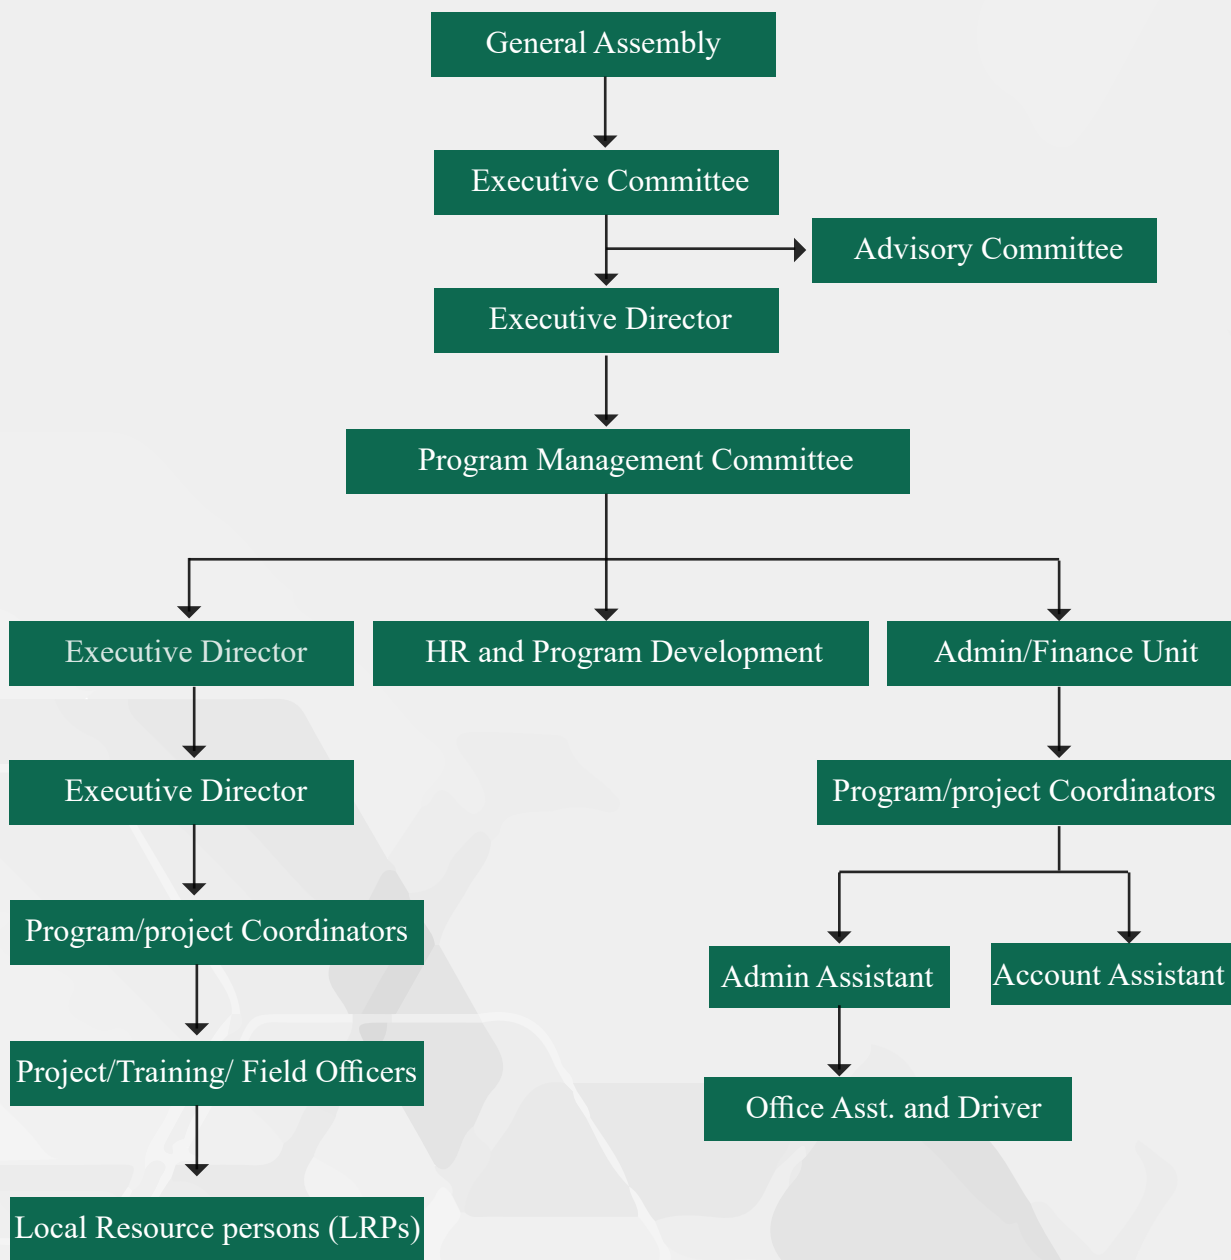 General Assembly
Executive Committee
Advisory Committee
Executive Director
Program Management Committee
Executive Director
HR and Program Development
Admin/Finance Unit
Executive Director
Program/project Coordinators
Program/project Coordinators
Admin Assistant
Account Assistant
Project/Training/ Field Officers
Office Asst. and Driver
Local Resource persons (LRPs)